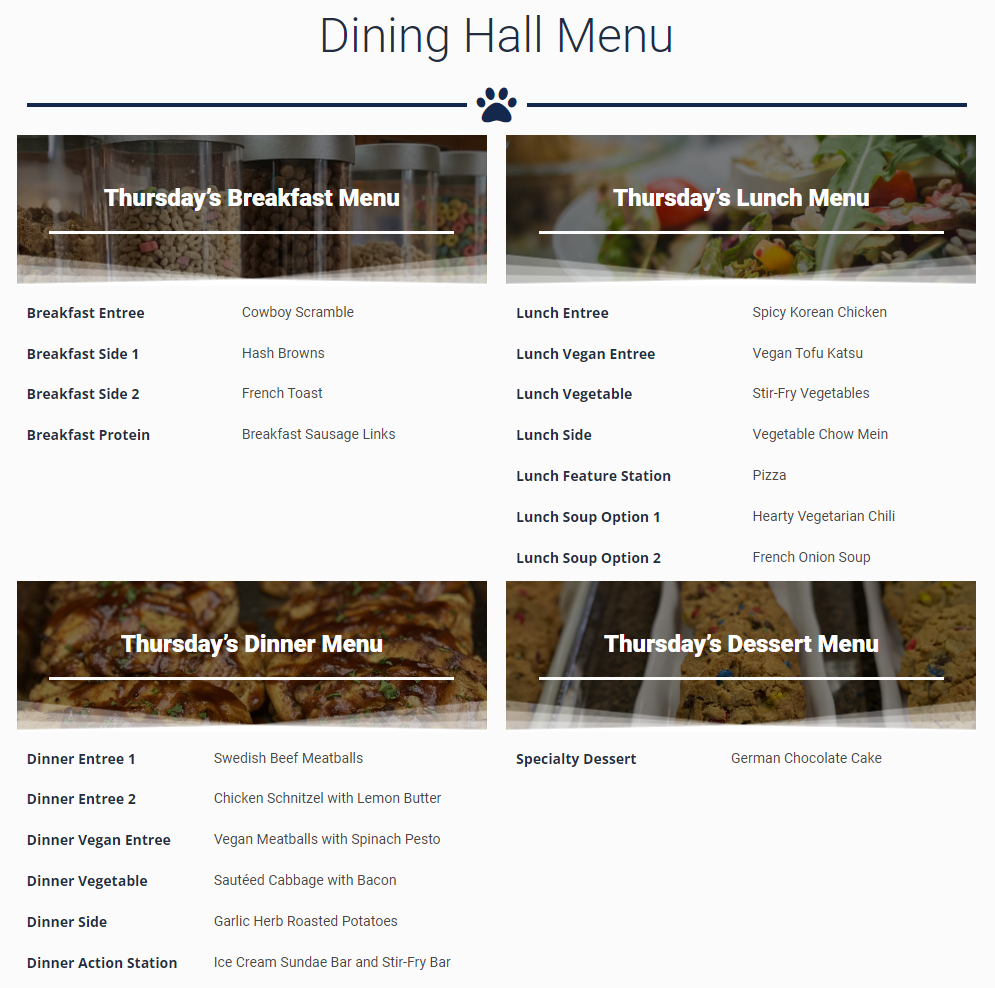 Dining Hall Menu
Thursday’s Breakfast Menu
Breakfast Entree Cowboy Scramble
Breakfast Side 1 Hash Browns
Breakfast Side 2 French Toast
Breakfast Protein Breakfast Sausage Links
Thursday’s Lunch Menu
Lunch Entree Spicy Korean Chicken
Lunch Vegan Entree Vegan Tofu Katsu
Lunch Vegetable Stir-Fry Vegetables
Lunch Side Vegetable Chow Mein
Lunch Feature Station Pizza
Lunch Soup Option 1 Hearty Vegetarian Chili
Lunch Soup Option 2 French Onion Soup
Thursday’s Dinner Menu
Dinner Entree 1 Swedish Beef Meatballs
Dinner Entree 2 Chicken Schnitzel with Lemon Butter
Dinner Vegan Entree Vegan Meatballs with Spinach Pesto
Dinner Vegetable Sautéed Cabbage with Bacon
Dinner Side Garlic Herb Roasted Potatoes
Dinner Action Station Ice Cream Sundae Bar and Stir-Fry Bar
Thursday’s Dessert Menu
Specialty Dessert German Chocolate Cake